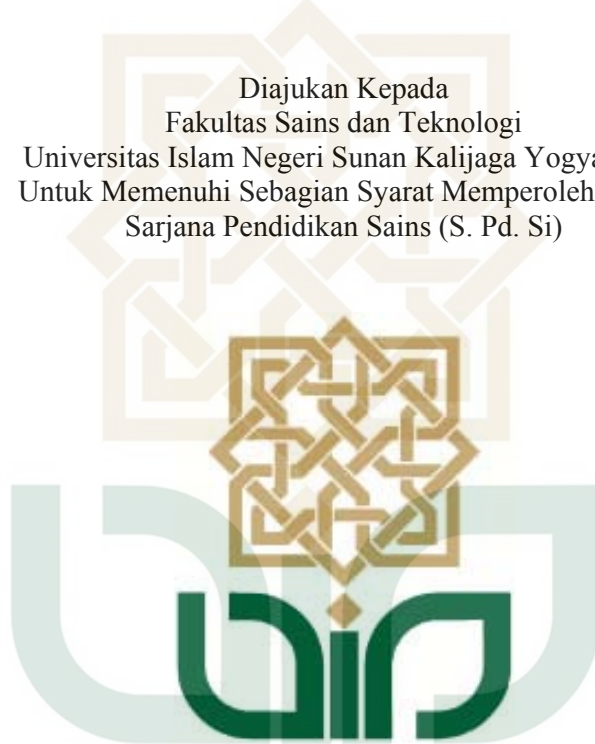 Diajukan Kepada
Fakultas Sains dan Teknologi
Universitas Islam Negeri Sunan Kalijaga
Untuk Memenuhi Sebagian Syarat Memperoleh
Sarjana Pendidikan Sains (S. Pd. Si)
uin